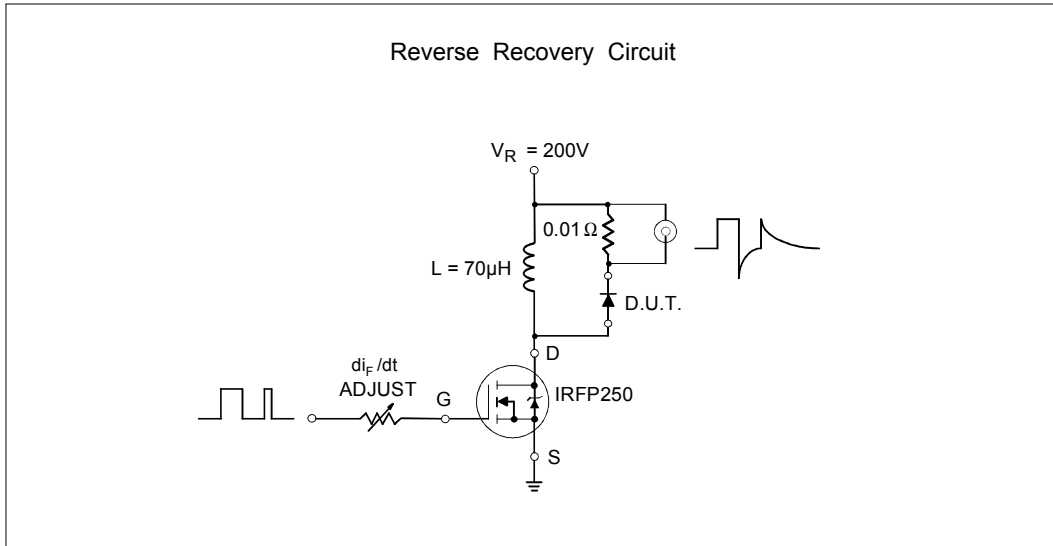 Reverse Recovery Circuit
V_R = 200V
0.01 Ω
L = 70µH
D.U.T.
di_F/dt
ADJUST
D
G
IRFP250
S